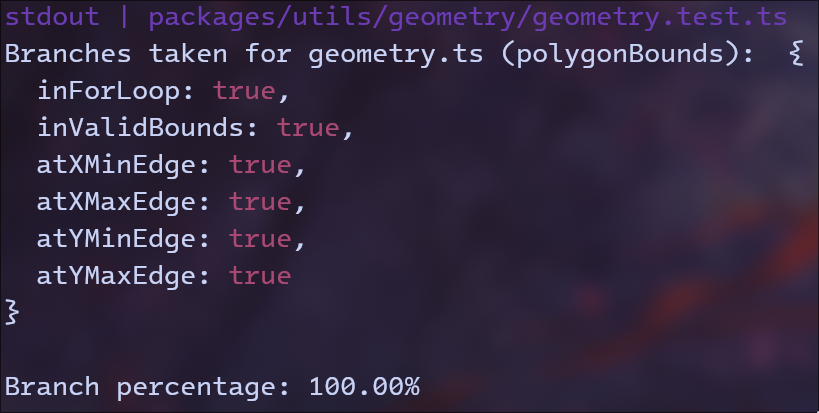 stdout | packages/utils/geometry/geometry.test.ts
Branches taken for geometry.ts (polygonBounds):  {
  inForLoop: true,
  inValidBounds: true,
  atXMinEdge: true,
  atXMaxEdge: true,
  atYMinEdge: true,
  atYMaxEdge: true
}
Branch percentage: 100.00%